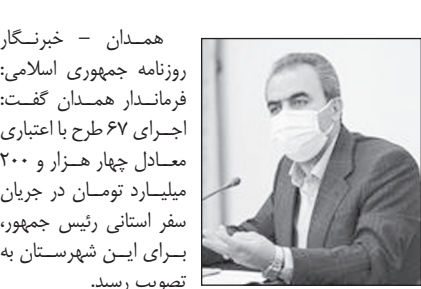 همـدان – خبرنـگار
روزنامه جمهوری اسلامی:
فرمانـدار همـدان گفـت:
اجـرای ۶۷ طرح با اعتباری
معـادل چهار هـزار و ۲۰۰
میلیـارد تومـان در جریان
سفر استانی رئیس جمهور،
بـرای ایـن شهرسـتان به
تصویب رسید.